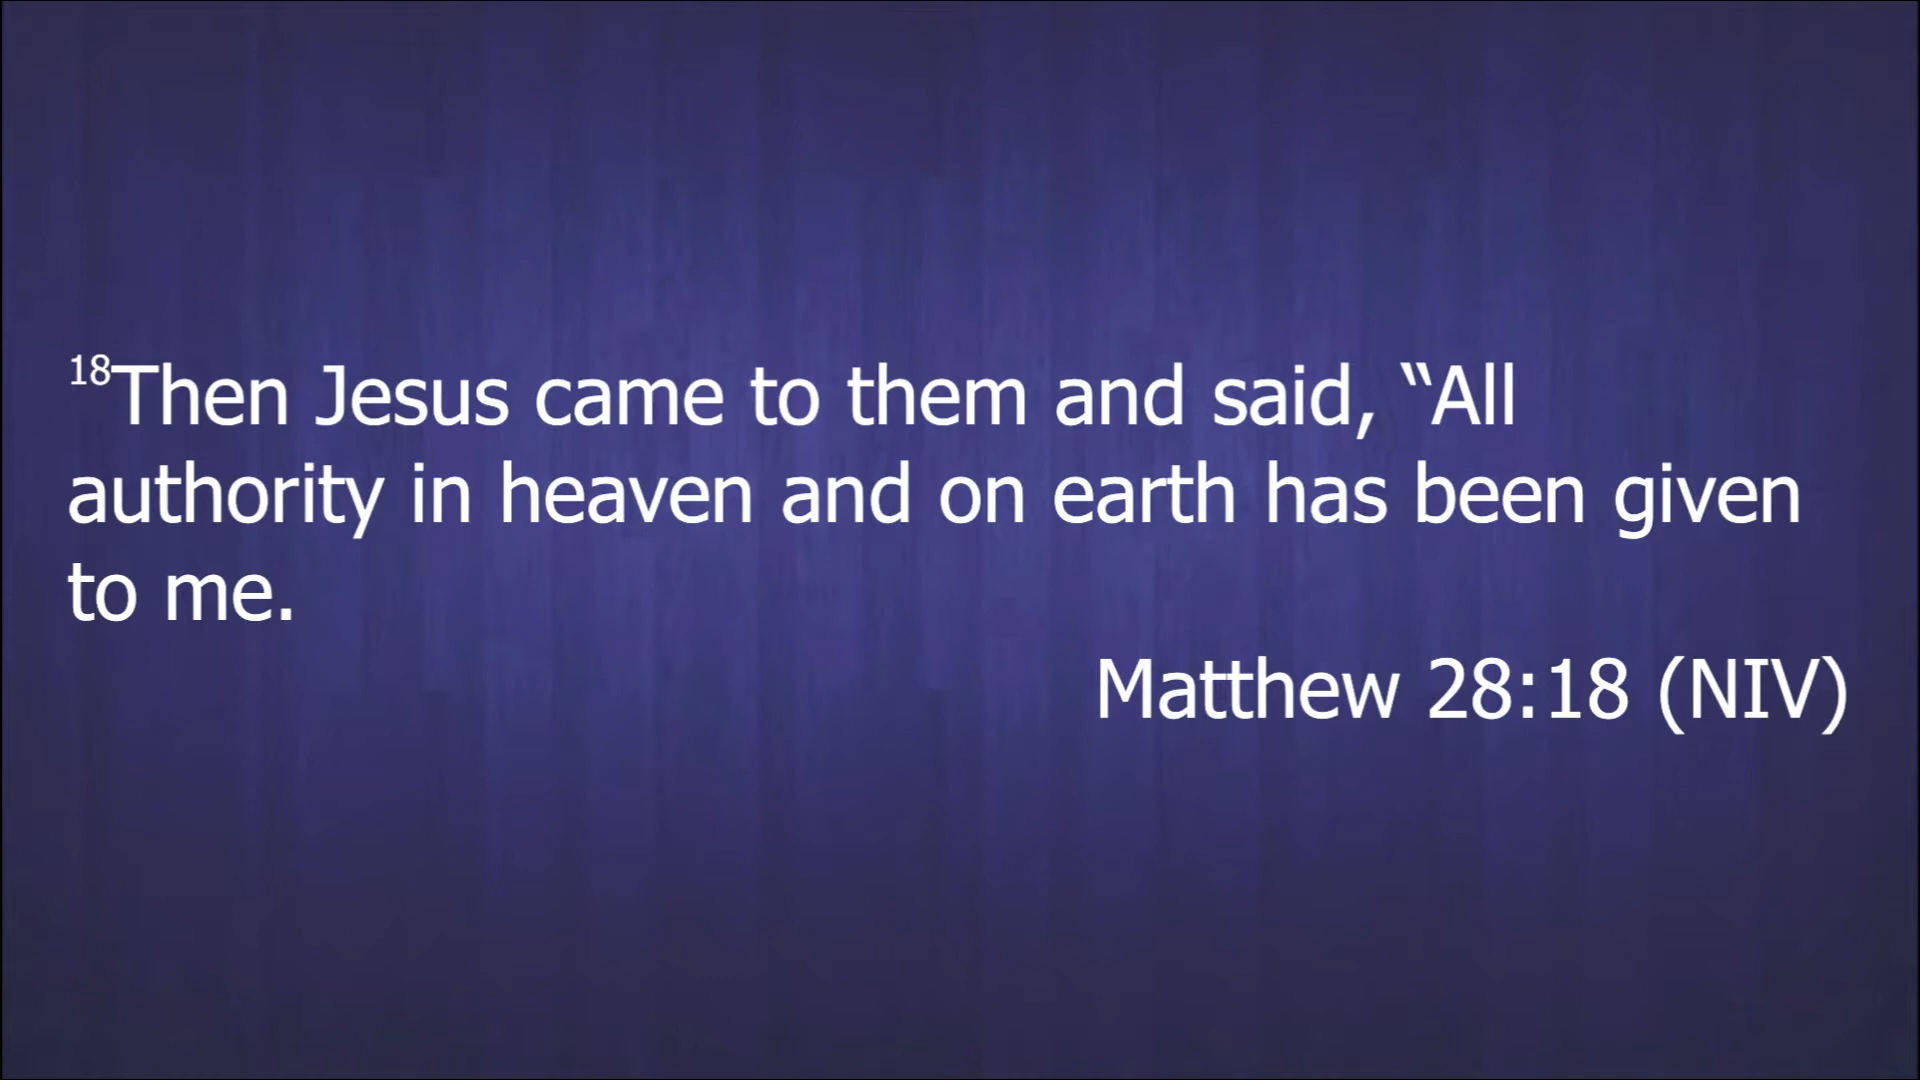 18Then Jesus came to them and said, “All
authority in heaven and on earth has been given
to me.
Matthew 28:18 (NIV)